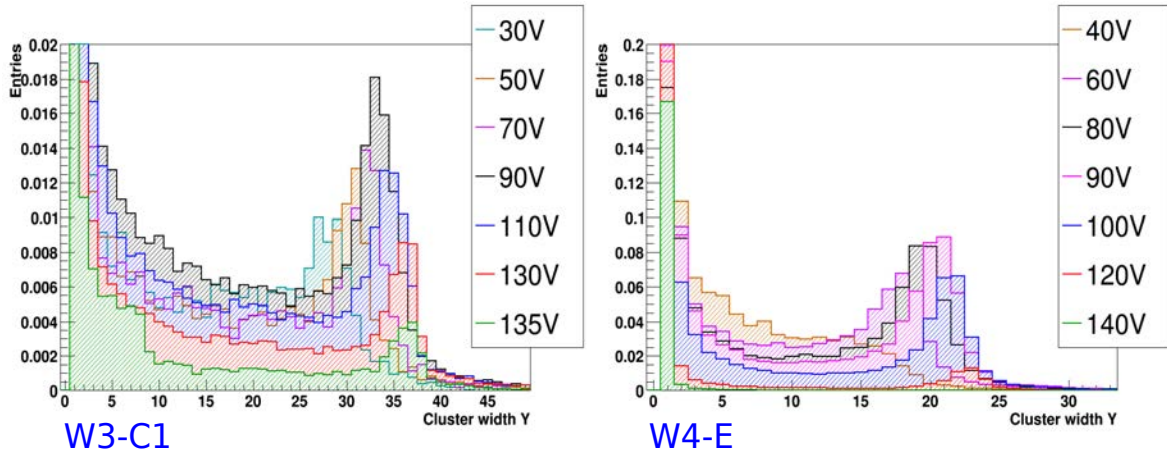 30V
50V
70V
90V
110V
130V
135V
Entries
0.02
0.018
0.016
0.014
0.012
0.01
0.008
0.006
0.004
0.002
0
0 5 10 15 20 25 30 35 40 45
Cluster width Y
W3-C1
40V
60V
80V
90V
100V
120V
140V
Entries
0.2
0.18
0.16
0.14
0.12
0.1
0.08
0.06
0.04
0.02
0
0 5 10 15 20 25 30
Cluster width Y
W4-E